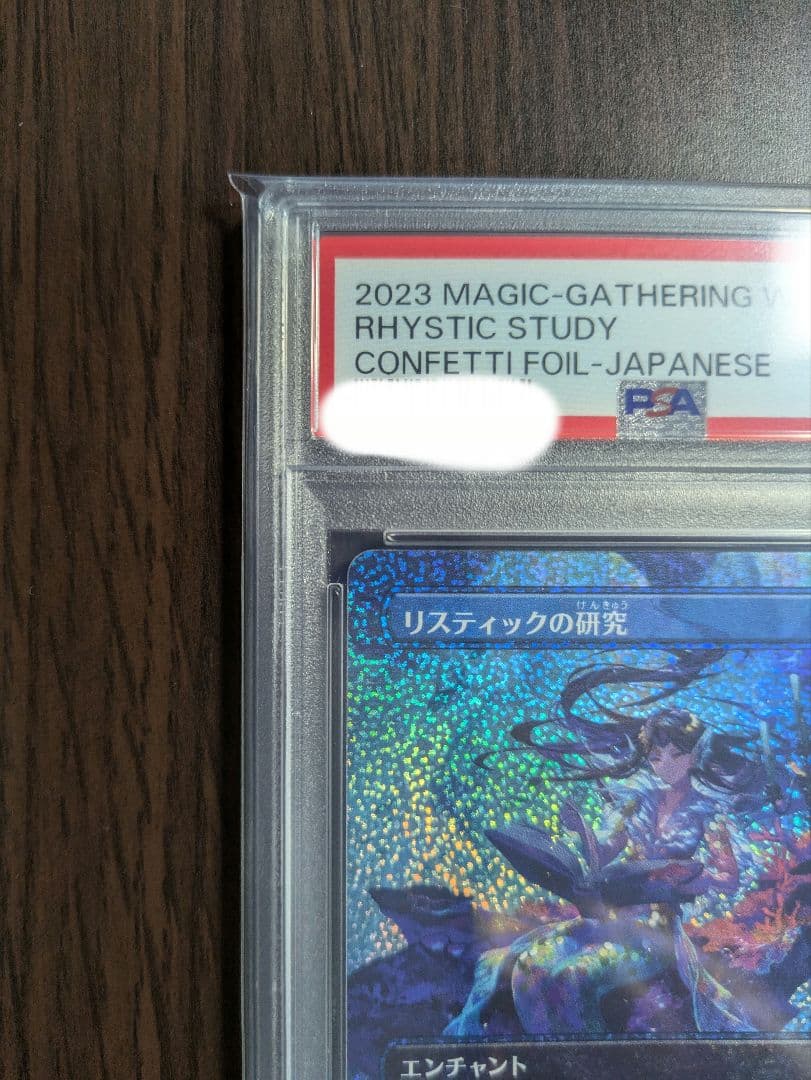 2023 MAGIC-GATHERING W
RHYSTIC STUDY
CONFETTI FOIL-JAPANESE
PSA
けんきゅう
リスティックの研究
エンチャント